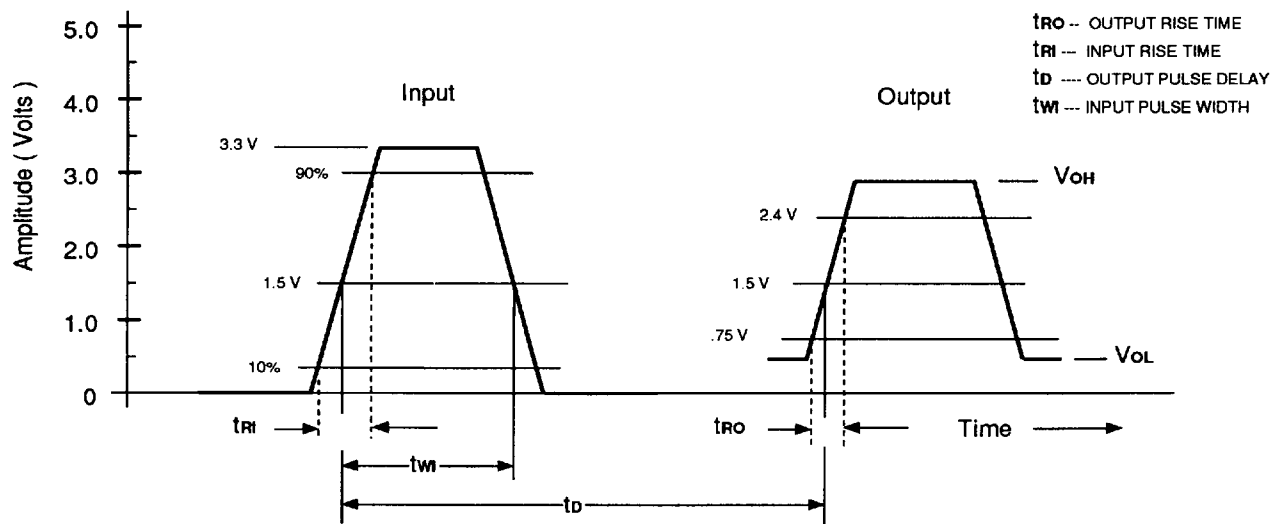 tRO -- OUTPUT RISE TIME
tRI --- INPUT RISE TIME
tD ---- OUTPUT PULSE DELAY
tWI --- INPUT PULSE WIDTH
Amplitude ( Volts )
5.0
4.0
3.0
2.0
1.0
0
Input
3.3 V
90%
1.5 V
10%
Output
VOH
2.4 V
1.5 V
.75 V
VOL
tRI
tRO
Time
tWI
tD